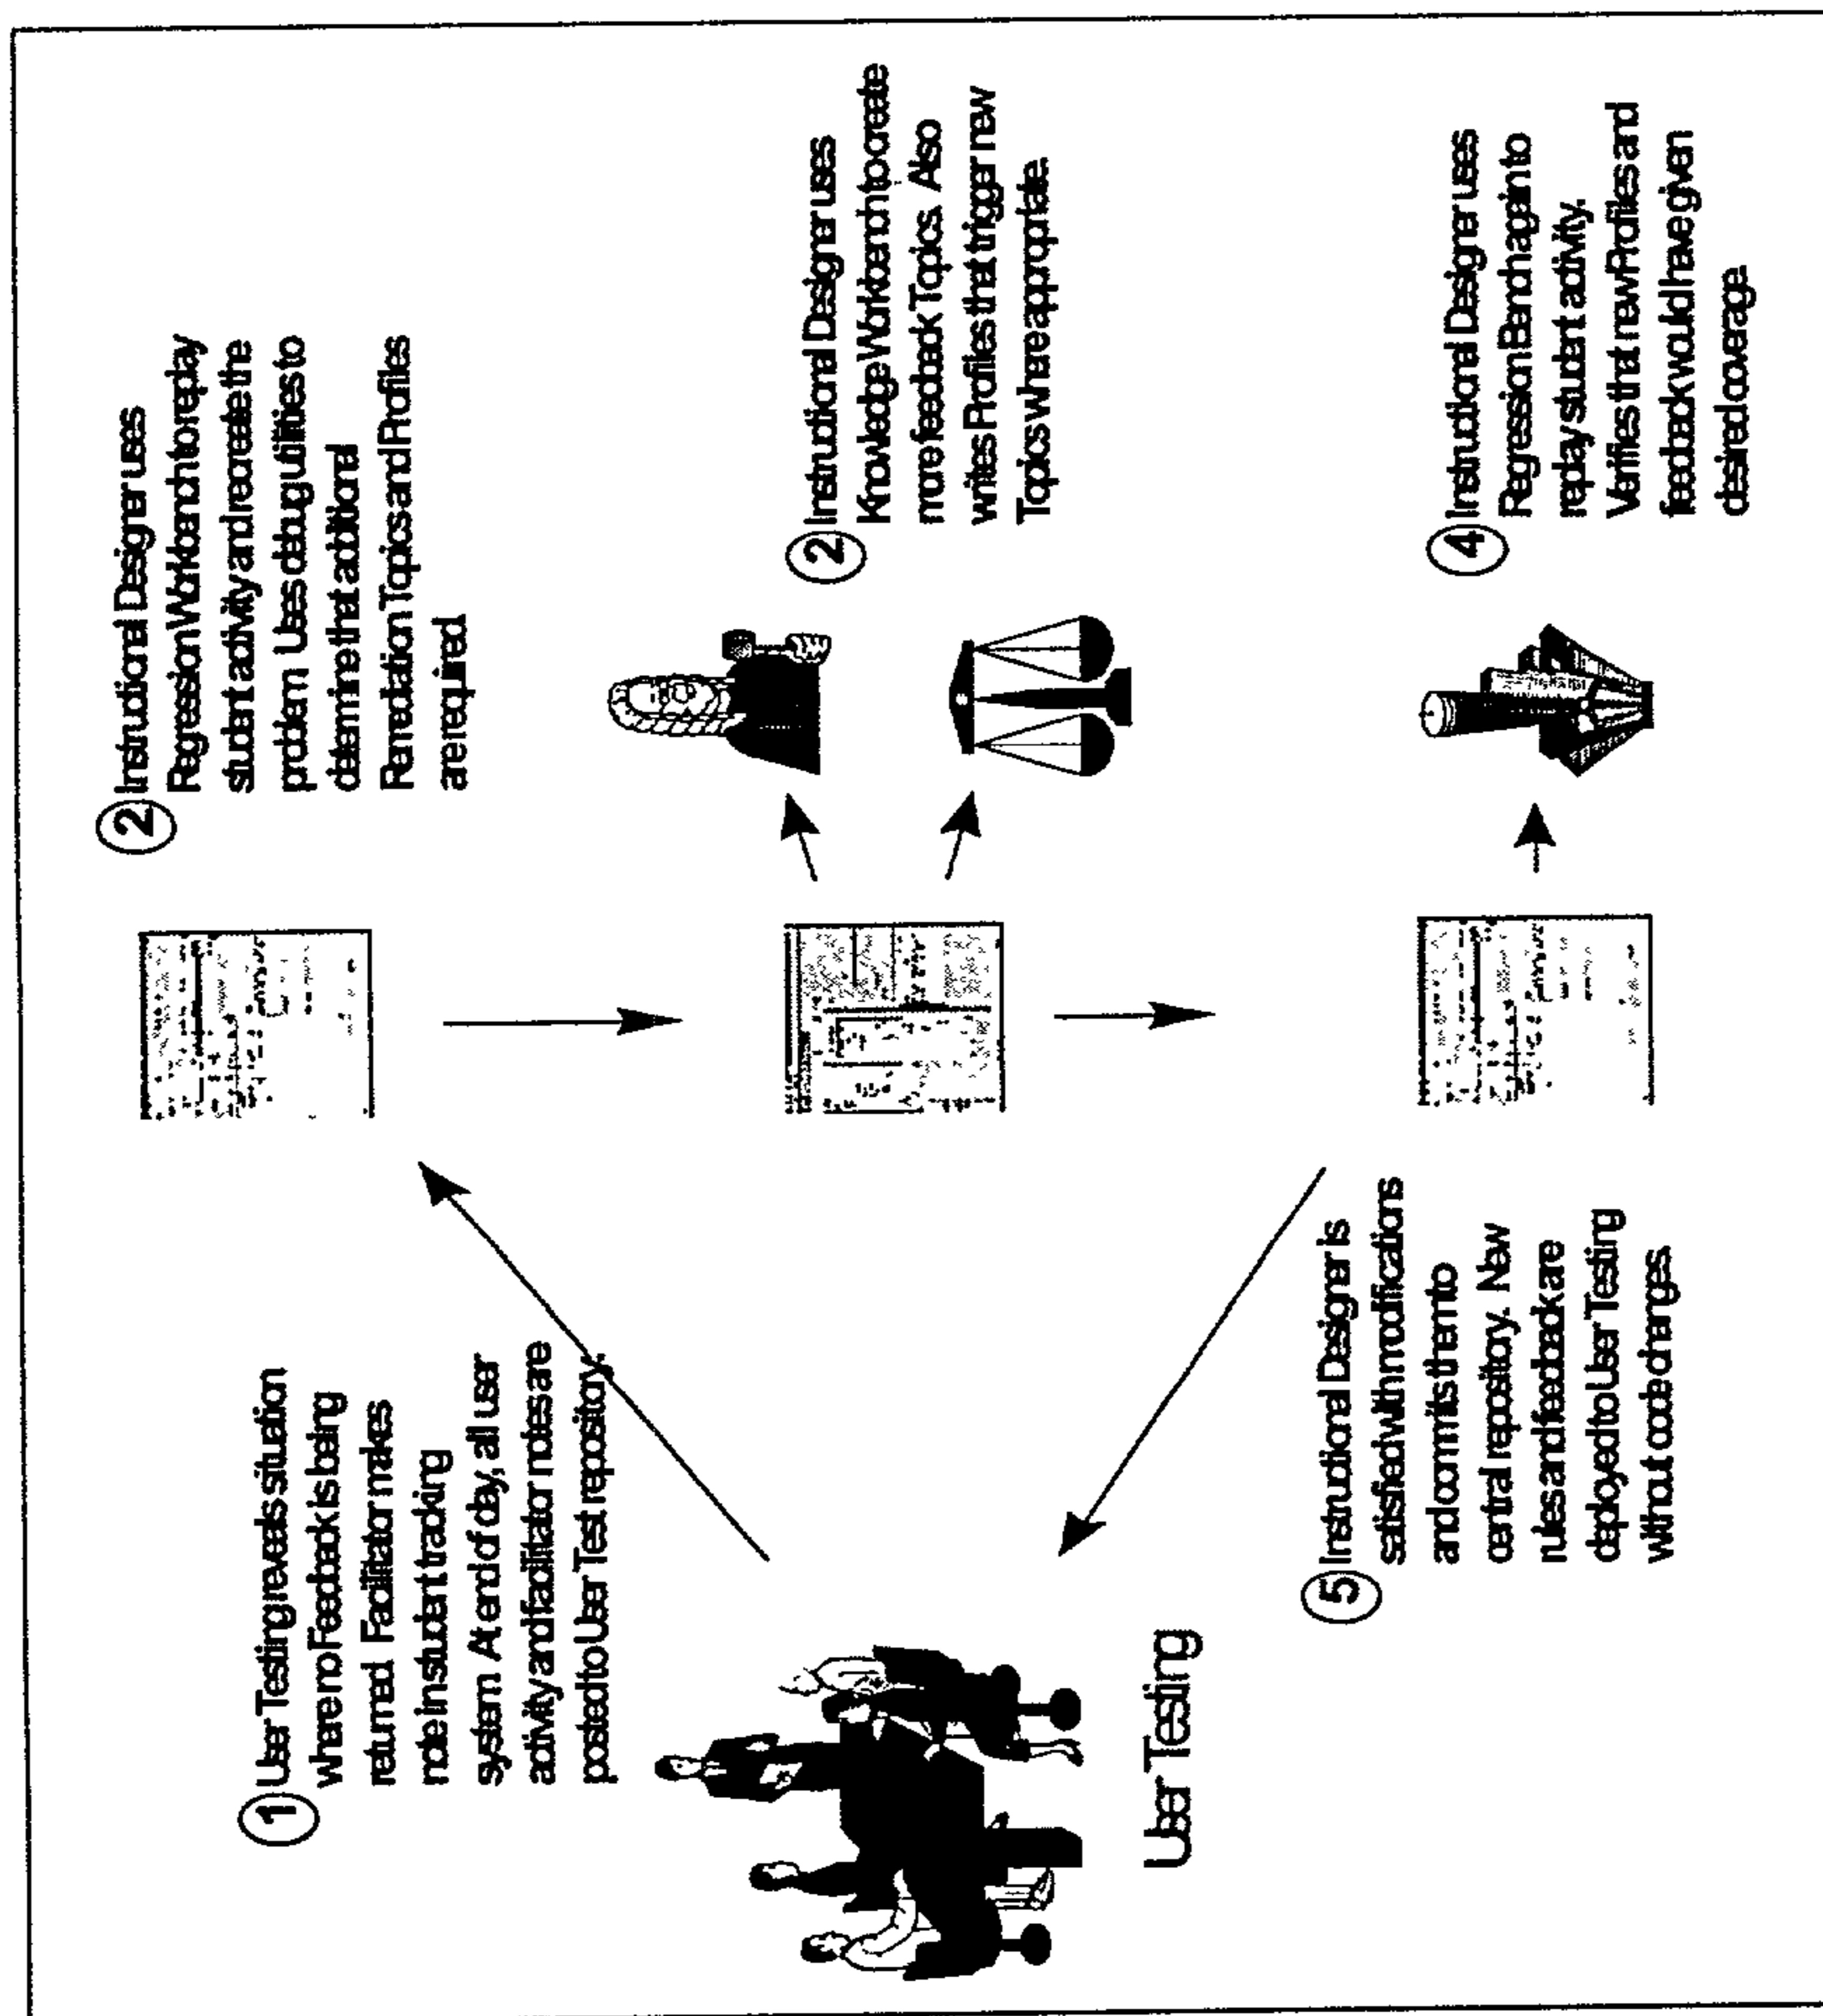 ① User Testing reveals situation
where no Feedback is being
returned. Facilitator makes
note in student tracking
system. At end of day, all user
activity and facilitator notes are
posted to User Test repository.
② Instructional Designer uses
Regression Workbench to replay
student activity and recreate the
problem. Uses debug utilities to
determine that additional
Remediation Topics and Profiles
are required.
② Instructional Designer uses
Knowledge Workbench to create
more feedback Topics. Also
writes Profiles that trigger new
Topics where appropriate.
④ Instructional Designer uses
Regression Bench again to
replay student activity.
Verifies that new Profiles and
feedback would have given
desired coverage.
⑤ Instructional Designer is
satisfied with modifications
and commits them to
central repository. New
rules and feedback are
deployed to User Testing
without code changes.
User Testing